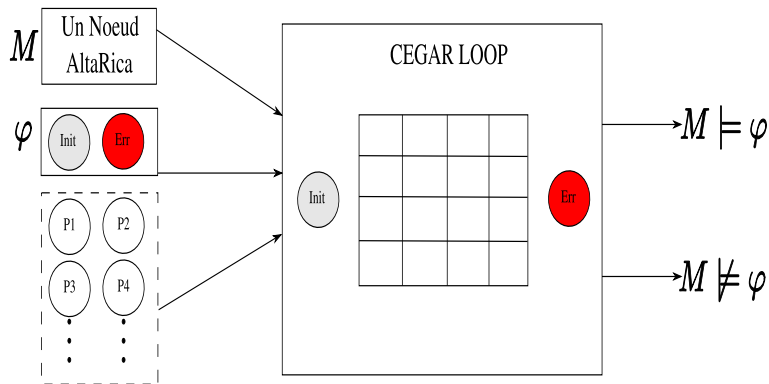 M
Un Noeud
AltaRica
φ
Init
Err
P1
P2
P3
P4
CEGAR LOOP
Init
Err
M ⊨ φ
M ⊭ φ